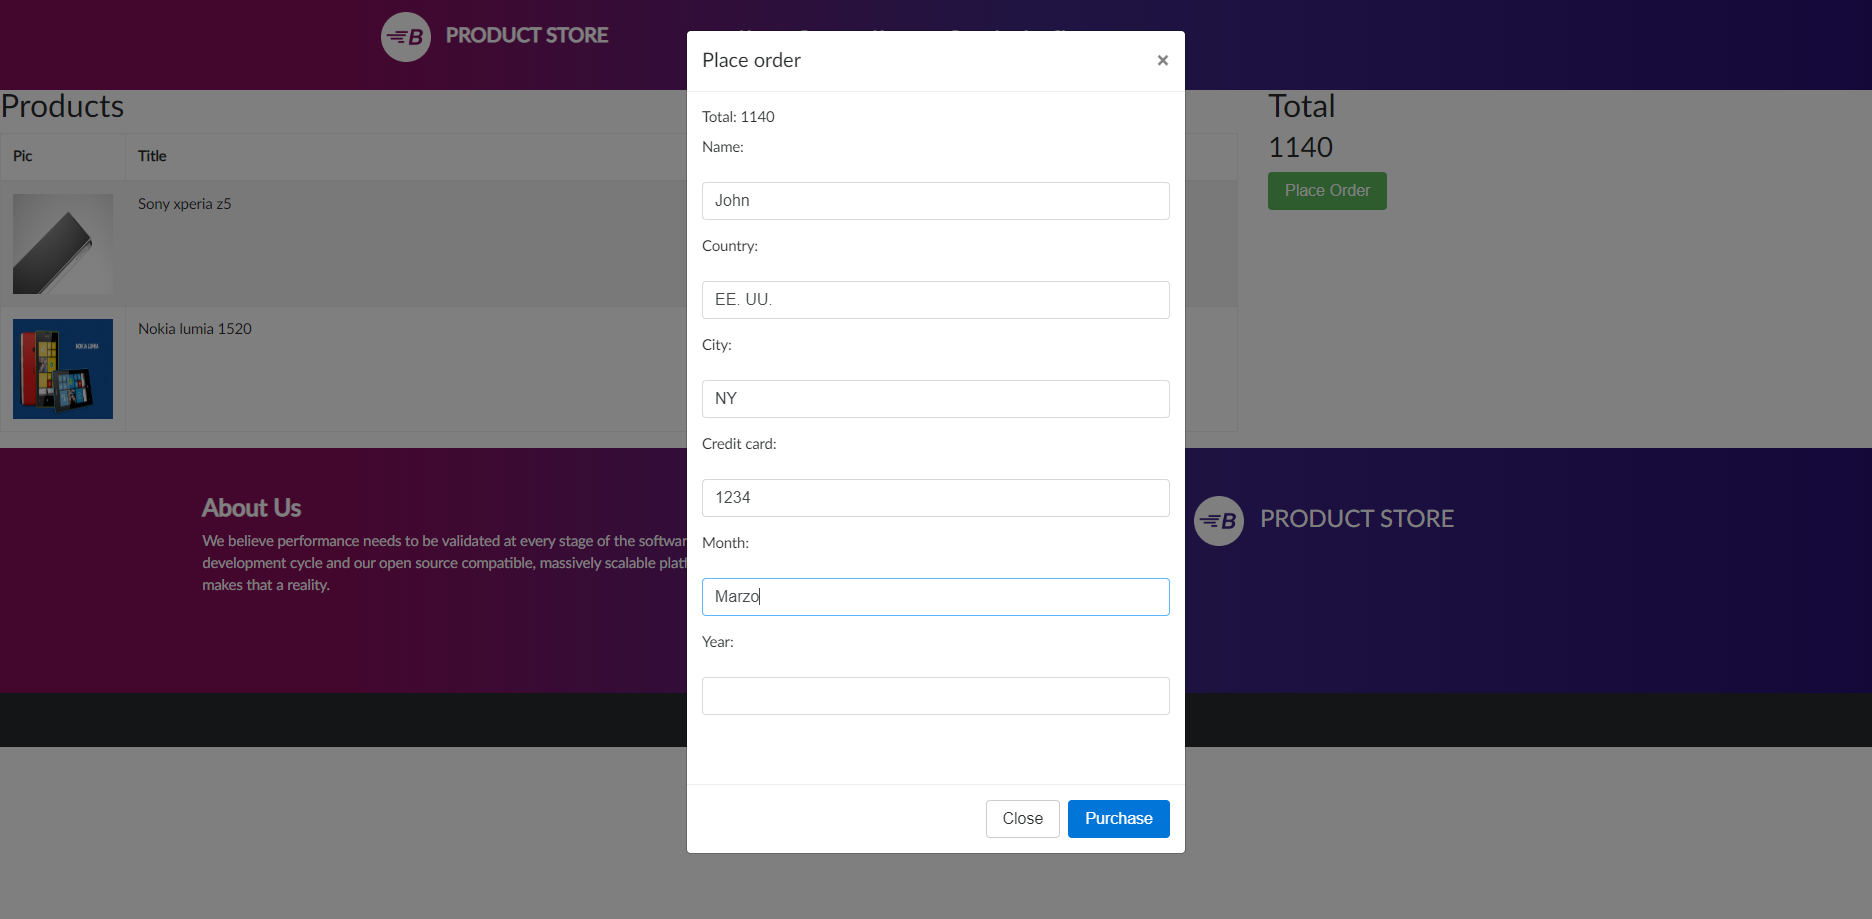 B PRODUCT STORE
Place order
×
Products
Total
Total: 1140
1140
Name:
Pic
Title
Place Order
John
Sony xperia z5
Country:
EE. UU.
Nokia lumia 1520
NOKIA LUMIA
City:
NY
Credit card:
1234
About Us
We believe performance needs to be validated at every stage of the softwar
development cycle and our open source compatible, massively scalable platf
makes that a reality.
B PRODUCT STORE
Month:
Marzo
Year:
Close
Purchase